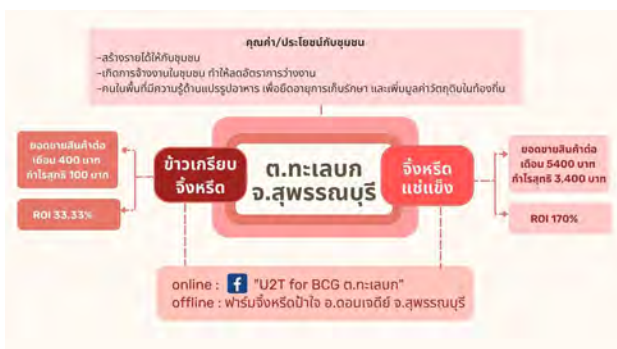 คุณค่า/ประโยชน์กับชุมชน
-สร้างรายได้ให้กับชุมชน
-เกิดการจ้างงานในชุมชน ทำให้ลดอัตราการว่างงาน
-คนในพื้นที่มีความรู้ด้านแปรรูปอาหาร เพื่อยืดอายุการเก็บรักษา และเพิ่มมูลค่าวัตถุดิบในท้องถิ่น
ยอดขายสินค้าต่อ
เดือน 400 บาท
กำไรสุทธิ 100 บาท
ROI 33.33%
ข้าวเกรียบ
จิ้งหรีด
ต.ทะเลบก
จ.สุพรรณบุรี
จิ้งหรีด
แช่แข็ง
ยอดขายสินค้าต่อ
เดือน 5400 บาท
กำไรสุทธิ 3,400 บาท
ROI 170%
online : f "U2T for BCG ต.ทะเลบก"
offline : ฟาร์มจิ้งหรีดป้าใจ อ.ดอนเจดีย์ จ.สุพรรณบุรี